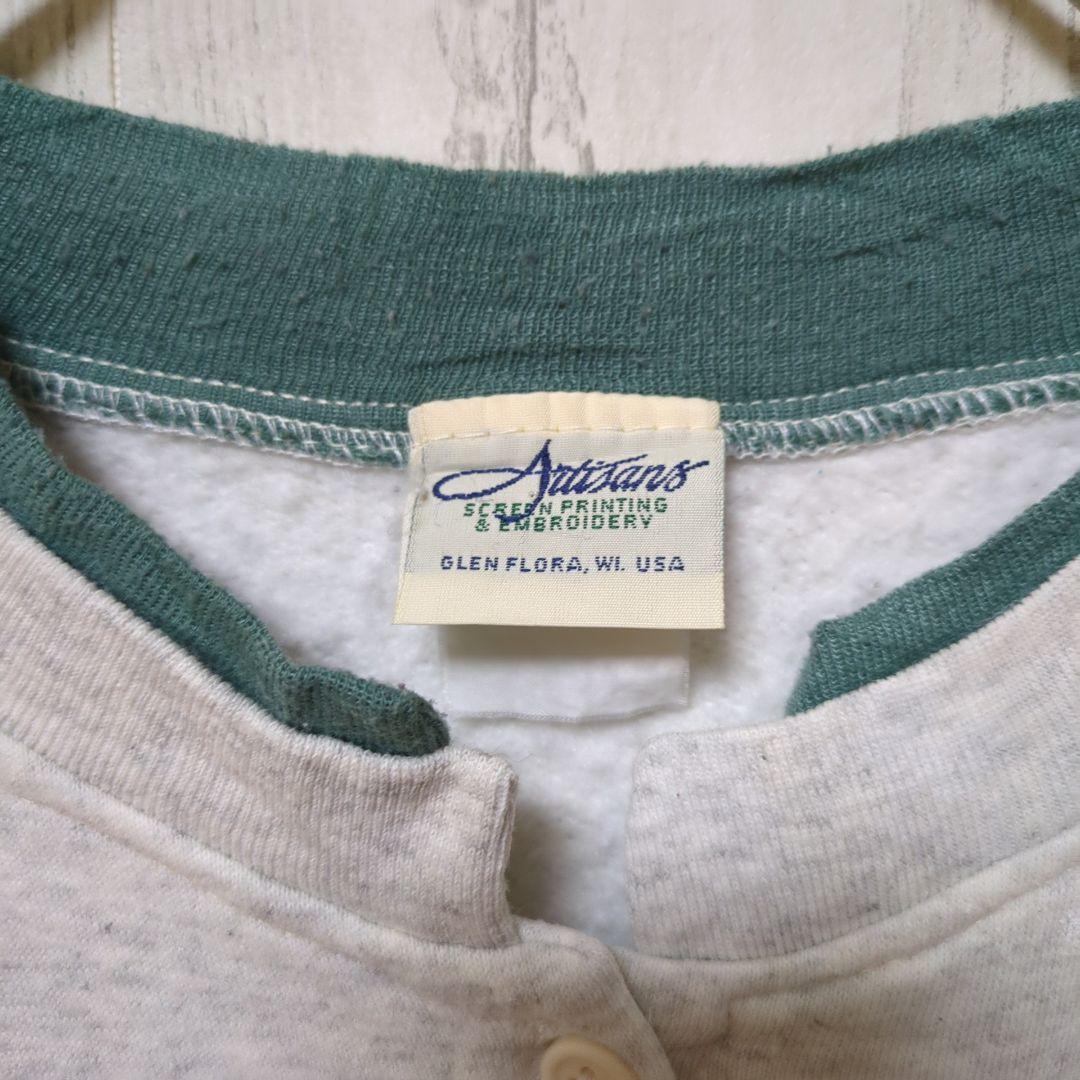 Artisans
SCREEN PRINTING
& EMBROIDERY
GLEN FLORA, WI. USA